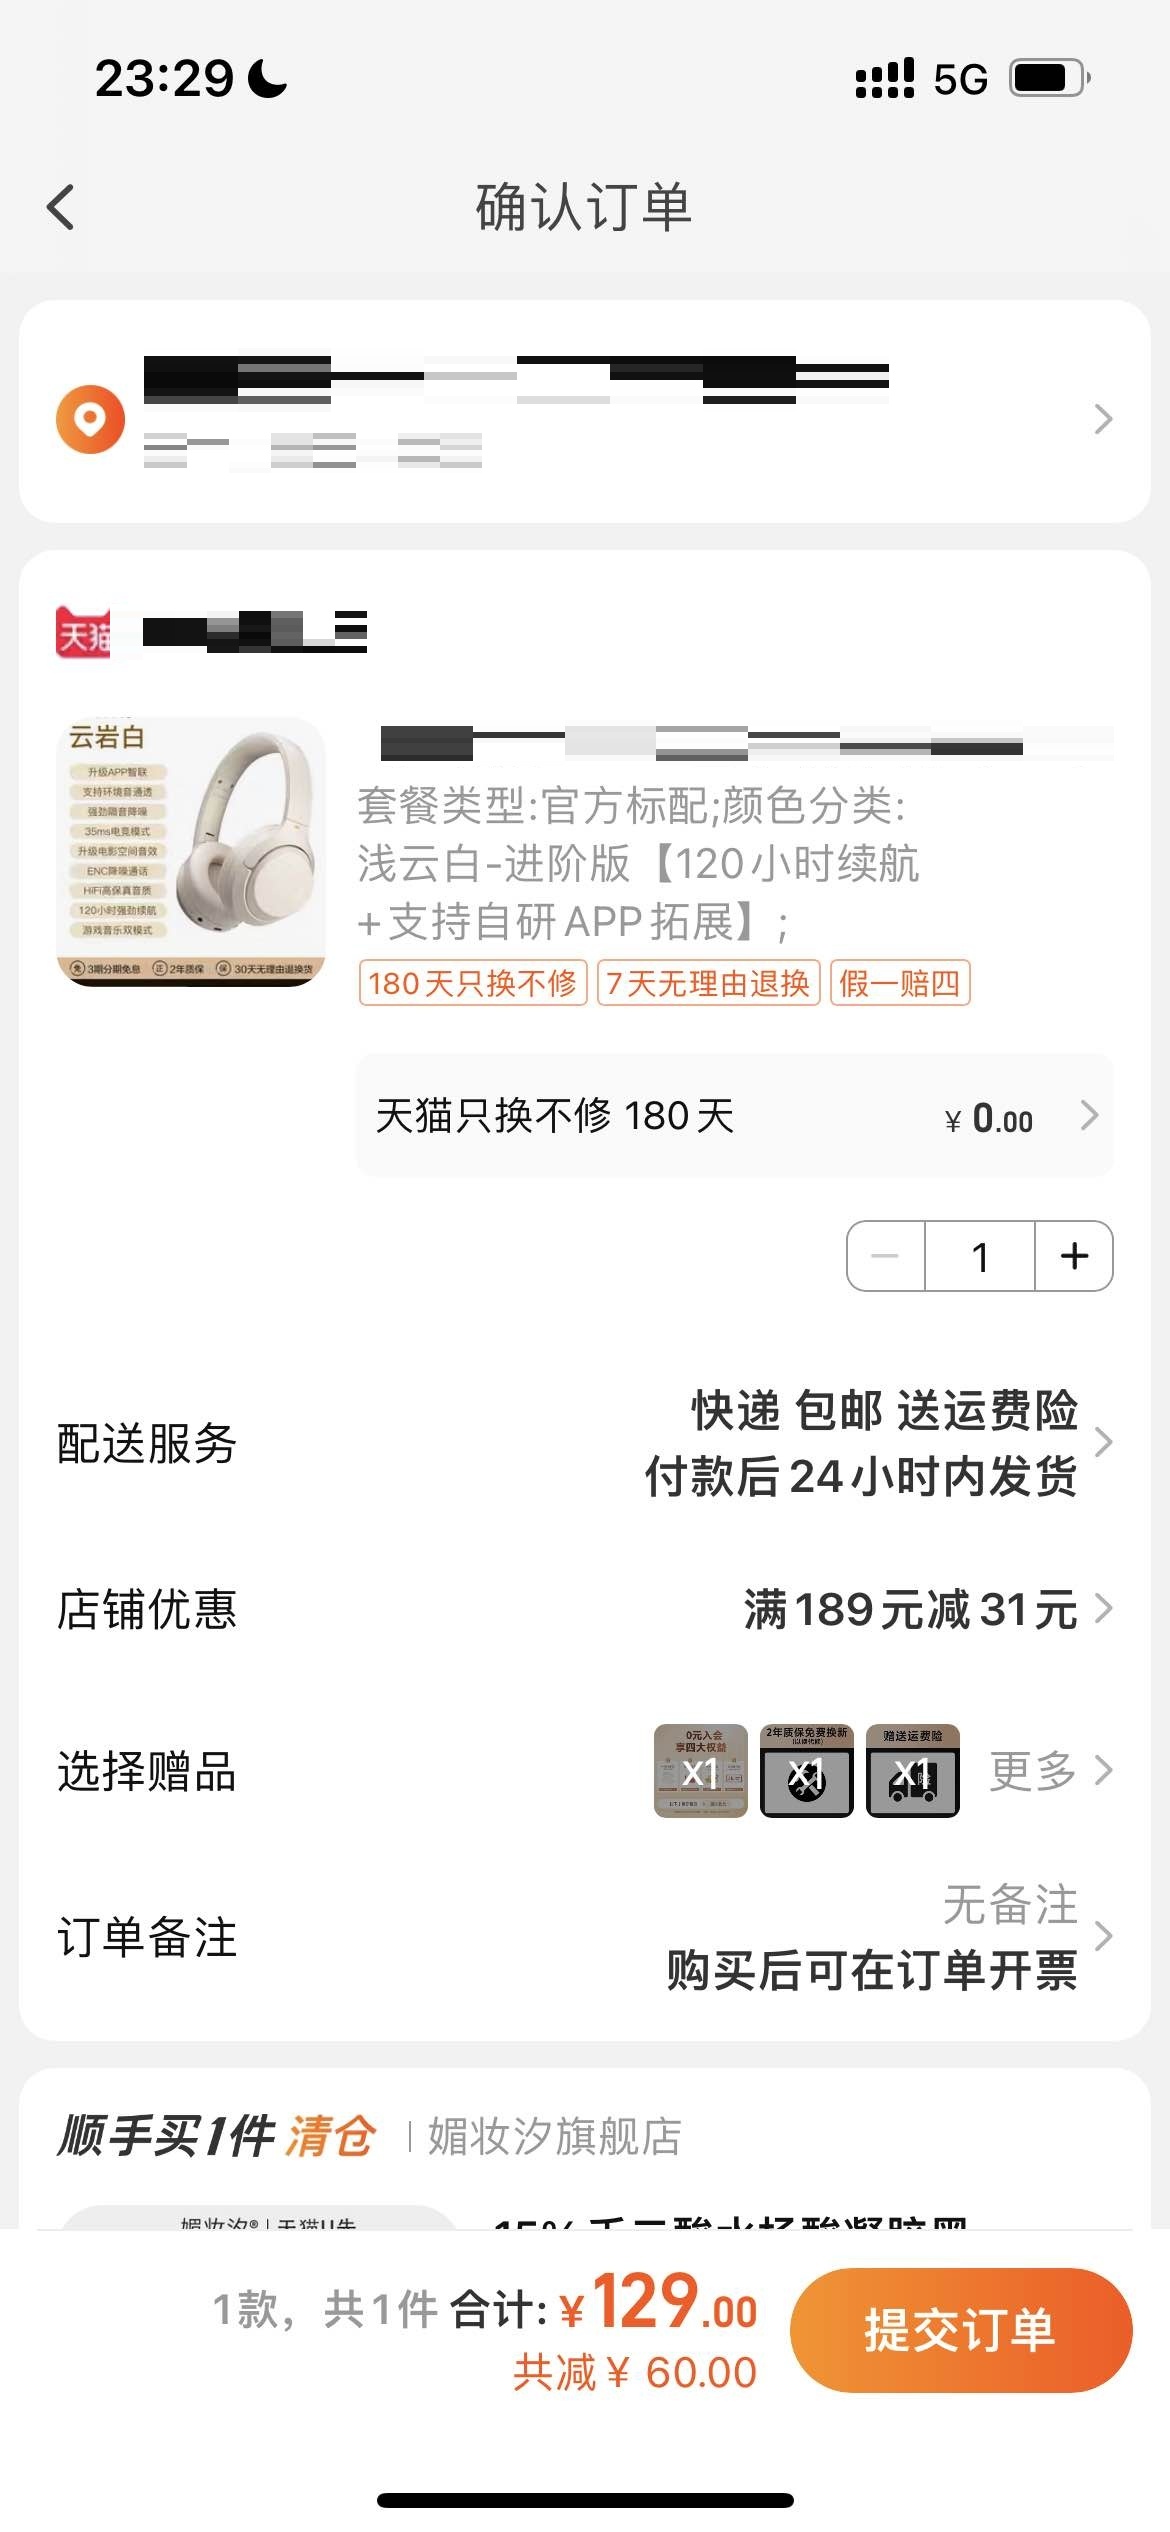 23:29
5G
确认订单
天猫
云岩白
升级APP智联
支持环境音通透
强劲隔音降噪
35ms电竞模式
升级电影空间音效
ENC降噪通话
HiFi高保真音质
120小时强劲续航
游戏音乐双模式
免 3期分期免息 正 2年质保 保 30天无理由退换货
套餐类型:官方标配;颜色分类:
浅云白-进阶版【120小时续航
+支持自研APP拓展】;
180天只换不修 7天无理由退换 假一赔四
天猫只换不修 180天 ¥ 0.00
1
配送服务
快递 包邮 送运费险
付款后24小时内发货
店铺优惠 满189元减31元
选择赠品
0元入会
享四大权益
x1
2年质保免费换新
x1
赠送运费险
x1
更多
订单备注
无备注
购买后可在订单开票
顺手买1件 清仓 | 媚妆汐旗舰店
1款，共1件 合计: ¥129.00
共减 ¥ 60.00
提交订单